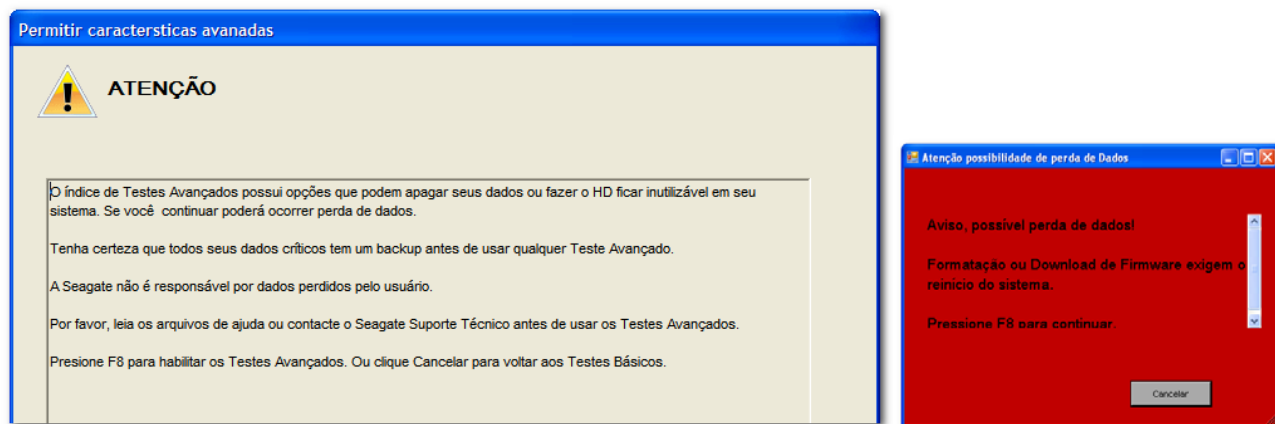 Permitir caractersticas avanadas
ATENÇÃO
O índice de Testes Avançados possui opções que podem apagar seus dados ou fazer o HD ficar inutilizável em seu
sistema. Se você continuar poderá ocorrer perda de dados.
Tenha certeza que todos seus dados críticos tem um backup antes de usar qualquer Teste Avançado.
A Seagate não é responsável por dados perdidos pelo usuário.
Por favor, leia os arquivos de ajuda ou contacte o Seagate Suporte Técnico antes de usar os Testes Avançados.
Presione F8 para habilitar os Testes Avançados. Ou clique Cancelar para voltar aos Testes Básicos.
Atenção possibilidade de perda de Dados
Aviso, possível perda de dados!
Formatação ou Download de Firmware exigem o
reinício do sistema.
Pressione F8 para continuar.
Cancelar